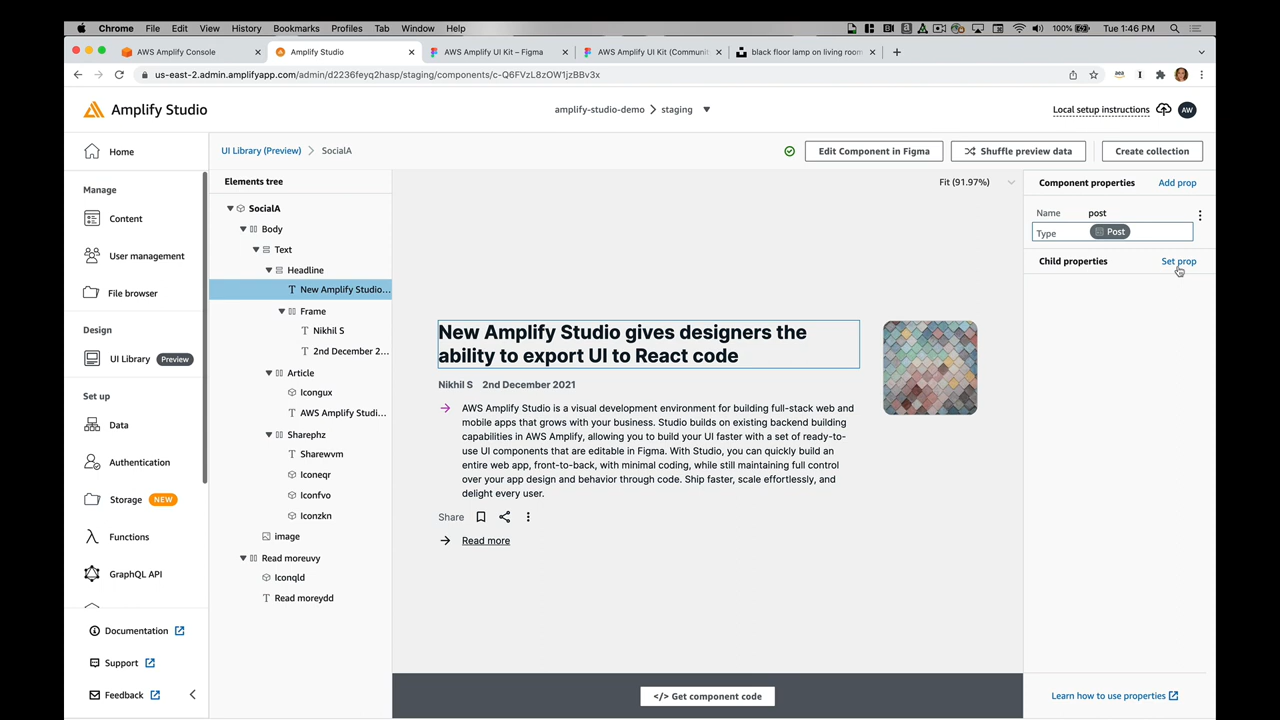 Chrome File Edit View History Bookmarks Profiles Tab Window Help 100% Tue 1:46 PM
AWS Amplify Console
Amplify Studio
AWS Amplify UI Kit – Figma
AWS Amplify UI Kit (Commun
black floor lamp on living room
us-east-2.admin.amplifyapp.com/admin/d2236feyq2hasp/staging/components/c-Q6FVzL8zOW1jzBBv3x
Amplify Studio
amplify-studio-demo > staging
Local setup instructions
AW
Home
Manage
Content
User management
File browser
Design
UI Library Preview
Set up
Data
Authentication
Storage NEW
Functions
GraphQL API
Documentation
Support
Feedback
UI Library (Preview) > SocialA
Edit Component in Figma
Shuffle preview data
Create collection
Elements tree
SocialA
Body
Text
Headline
New Amplify Studio...
Frame
Nikhil S
2nd December 2...
Article
Icongux
AWS Amplify Studi...
Sharephz
Sharewvm
Iconeqr
Iconfvo
Iconzkn
image
Read moreuvy
Iconqld
Read moreydd
Fit (91.97%)
New Amplify Studio gives designers the
ability to export UI to React code
Nikhil S 2nd December 2021
AWS Amplify Studio is a visual development environment for building full-stack web and
mobile apps that grows with your business. Studio builds on existing backend building
capabilities in AWS Amplify, allowing you to build your UI faster with a set of ready-to-
use UI components that are editable in Figma. With Studio, you can quickly build an
entire web app, front-to-back, with minimal coding, while still maintaining full control
over your app design and behavior through code. Ship faster, scale effortlessly, and
delight every user.
Share
Read more
</> Get component code
Component properties Add prop
Name post
Type Post
Child properties Set prop
Learn how to use properties